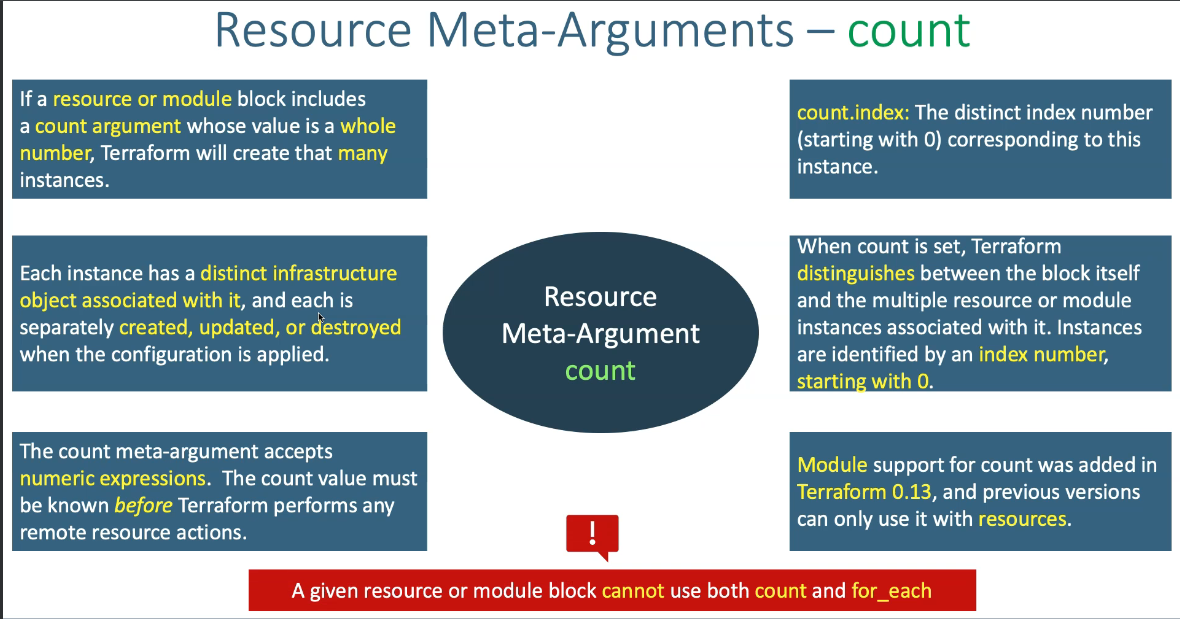 Resource Meta-Arguments – count
If a resource or module block includes
a count argument whose value is a whole
number, Terraform will create that many
instances.
count.index: The distinct index number
(starting with 0) corresponding to this
instance.
Each instance has a distinct infrastructure
object associated with it, and each is
separately created, updated, or destroyed
when the configuration is applied.
Resource
Meta-Argument
count
When count is set, Terraform
distinguishes between the block itself
and the multiple resource or module
instances associated with it. Instances
are identified by an index number,
starting with 0.
The count meta-argument accepts
numeric expressions.  The count value must
be known before Terraform performs any
remote resource actions.
Module support for count was added in
Terraform 0.13, and previous versions
can only use it with resources.
!
A given resource or module block cannot use both count and for_each